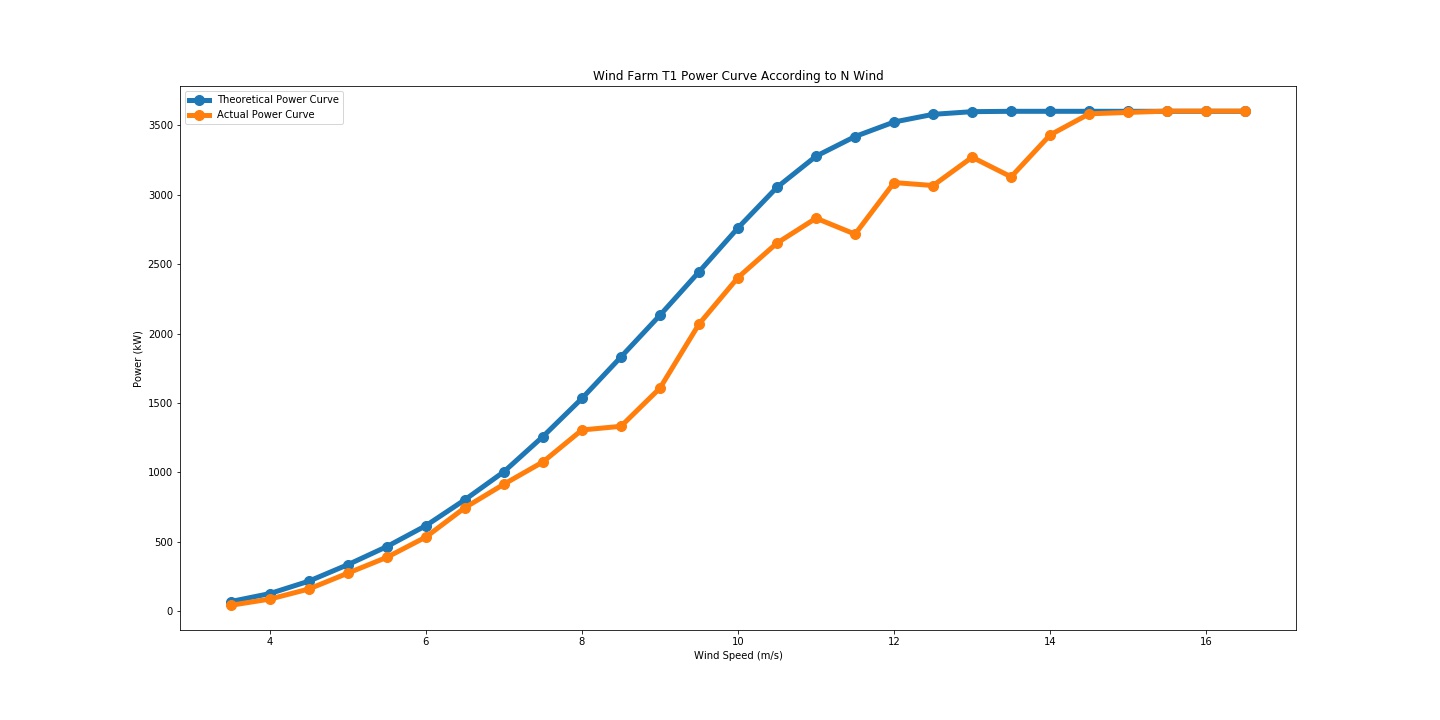 Wind Farm T1 Power Curve According to N Wind
Theoretical Power Curve
Actual Power Curve
3500
3000
2500
2000
1500
1000
500
0
Power (kW)
4 6 8 10 12 14 16
Wind Speed (m/s)